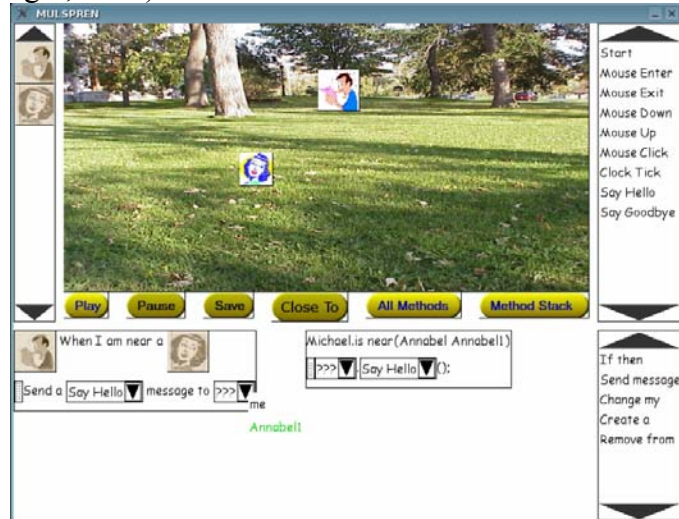 MULSPREN
Start
Mouse Enter
Mouse Exit
Mouse Down
Mouse Up
Mouse Click
Clock Tick
Say Hello
Say Goodbye
Play
Pause
Save
Close To
All Methods
Method Stack
When I am near a
Send a Say Hello message to >>>
me
Annabel1
Michael.is near(Annabel Annabel1)
>>>.Say Hello();
If then
Send message
Change my
Create a
Remove from